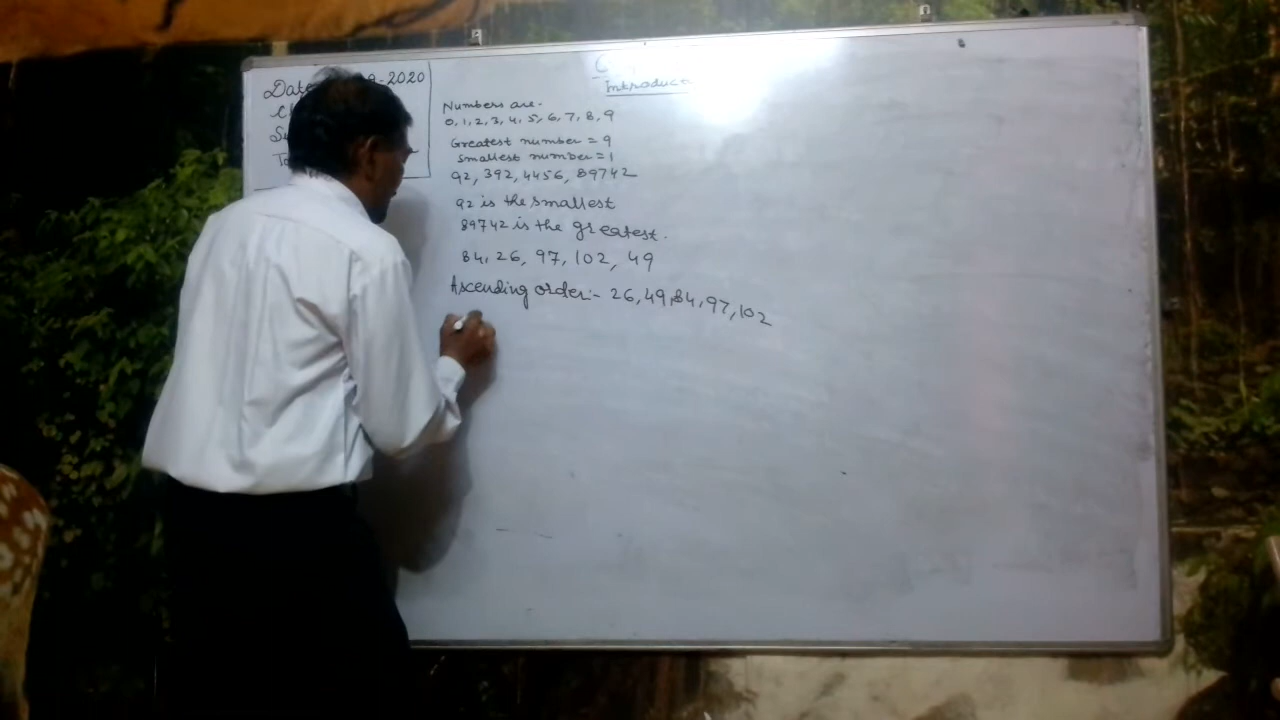 Date 9-2020
Introduc
Numbers are.
0, 1, 2, 3, 4, 5, 6, 7, 8, 9
Greatest number = 9
Smallest number = 1
92, 392, 4456, 89742
92 is the smallest
89742 is the greatest.
84, 26, 97, 102, 49
Ascending order:- 26, 49, 84, 97, 102